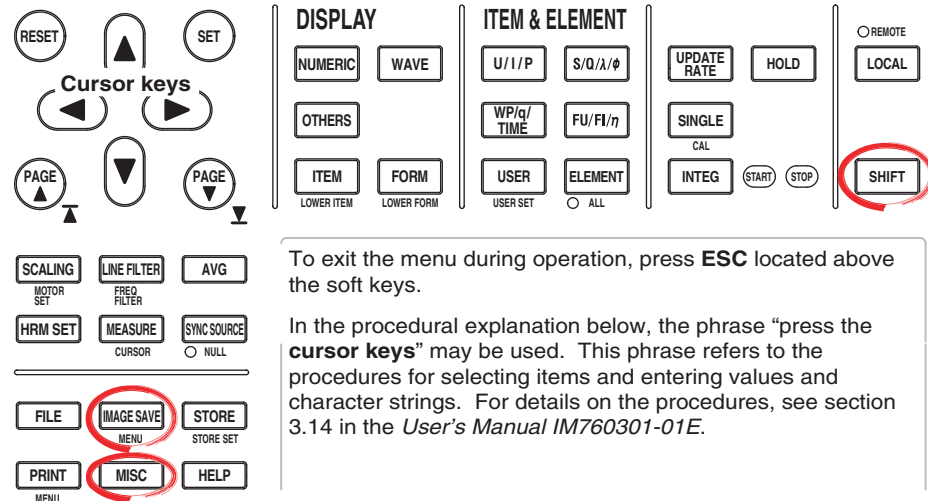 RESET
SET
Cursor keys
PAGE
PAGE
DISPLAY
NUMERIC WAVE
OTHERS
ITEM FORM
LOWER ITEM LOWER FORM
ITEM & ELEMENT
U/I/P S/Q/λ/ø
WP/q/
TIME
FU/FI/η
USER ELEMENT
USER SET ALL
UPDATE
RATE
HOLD
SINGLE
CAL
INTEG START STOP
REMOTE
LOCAL
SHIFT
SCALING LINE FILTER AVG
MOTOR
SET
FREQ
FILTER
HRM SET MEASURE SYNC SOURCE
CURSOR NULL
FILE IMAGE SAVE STORE
MENU STORE SET
PRINT MISC HELP
MENU
To exit the menu during operation, press ESC located above
the soft keys.
In the procedural explanation below, the phrase “press the
cursor keys” may be used. This phrase refers to the
procedures for selecting items and entering values and
character strings. For details on the procedures, see section
3.14 in the User’s Manual IM760301-01E.